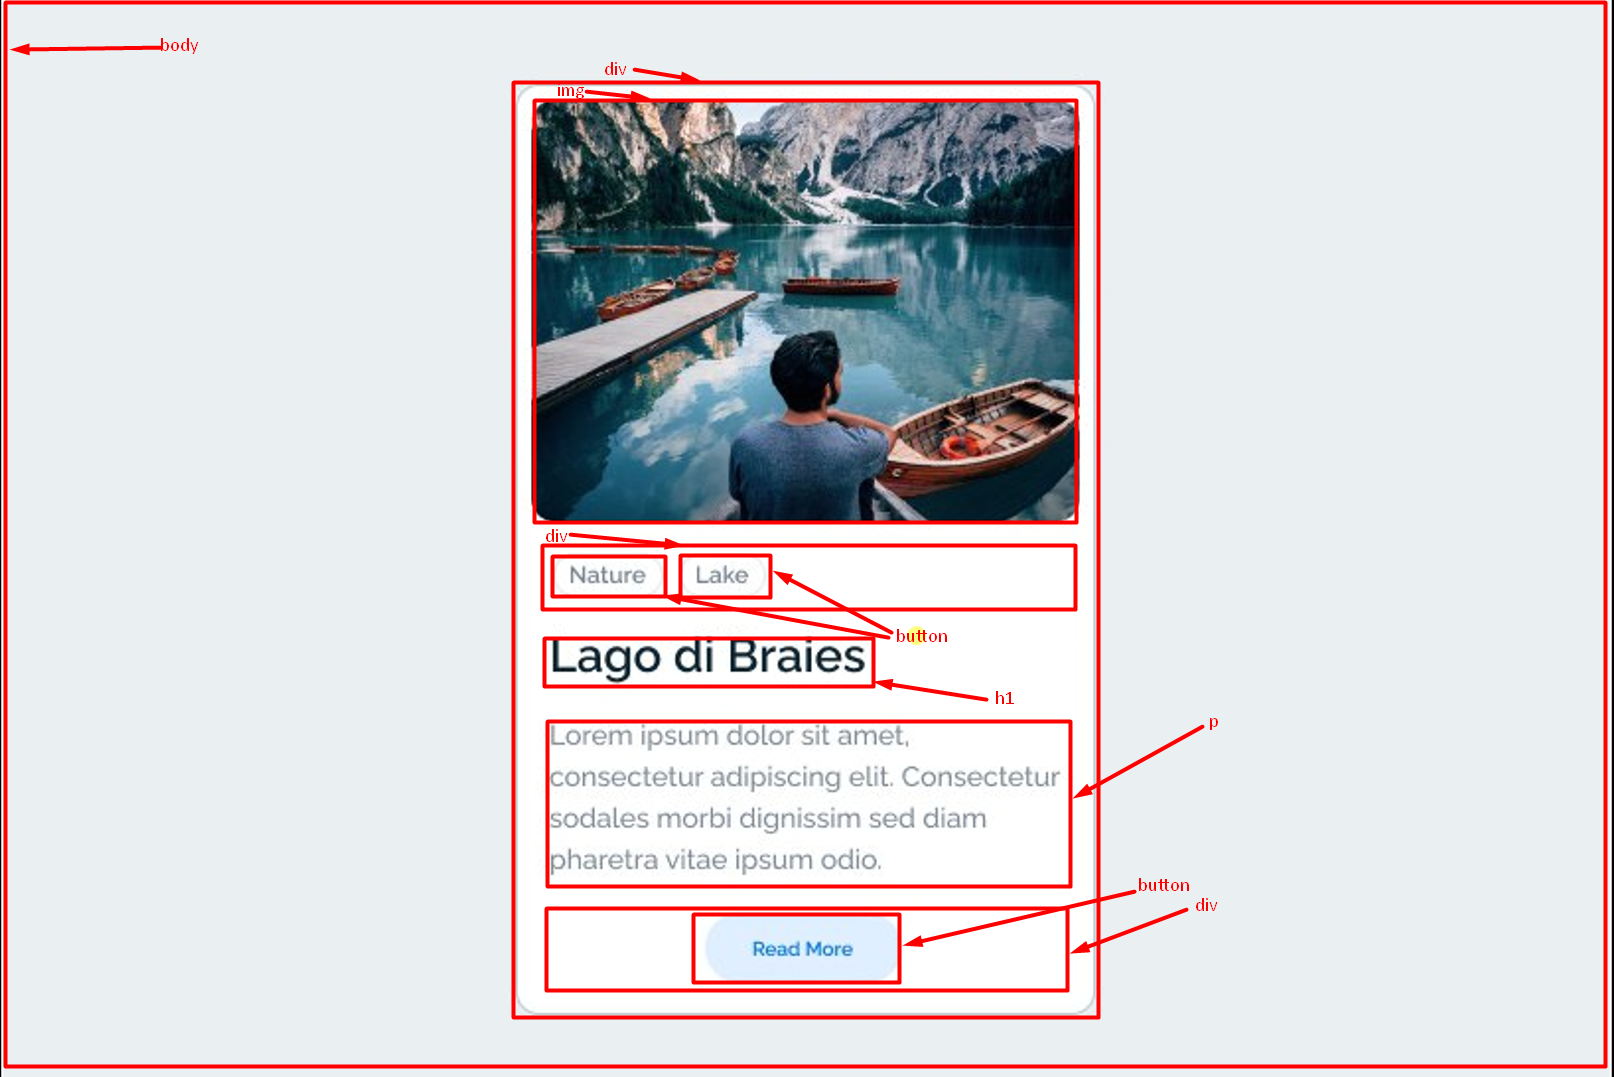 body
div
img
div
Nature
Lake
button
Lago di Braies
h1
p
Lorem ipsum dolor sit amet,
consectetur adipiscing elit. Consectetur
sodales morbi dignissim sed diam
pharetra vitae ipsum odio.
button
div
Read More